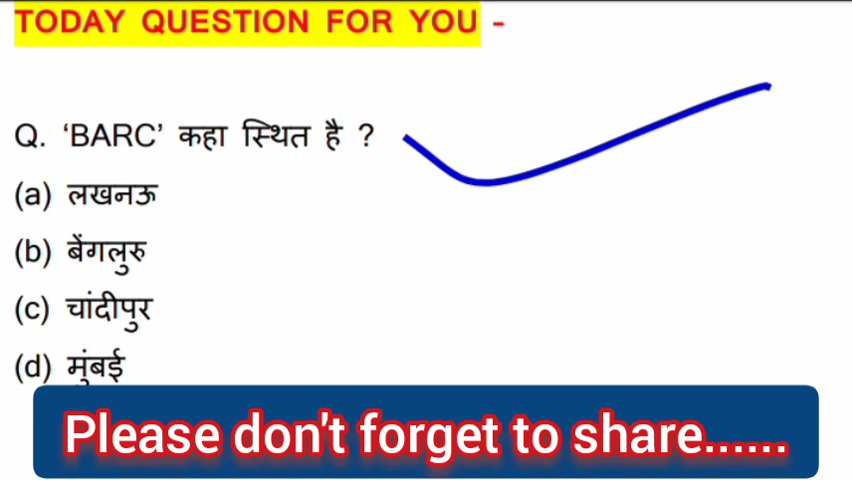 TODAY QUESTION FOR YOU -
Q. ‘BARC’ कहा स्थित है ?
(a) लखनऊ
(b) बेंगलुरु
(c) चांदीपुर
(d) मुंबई
Please don't forget to share......